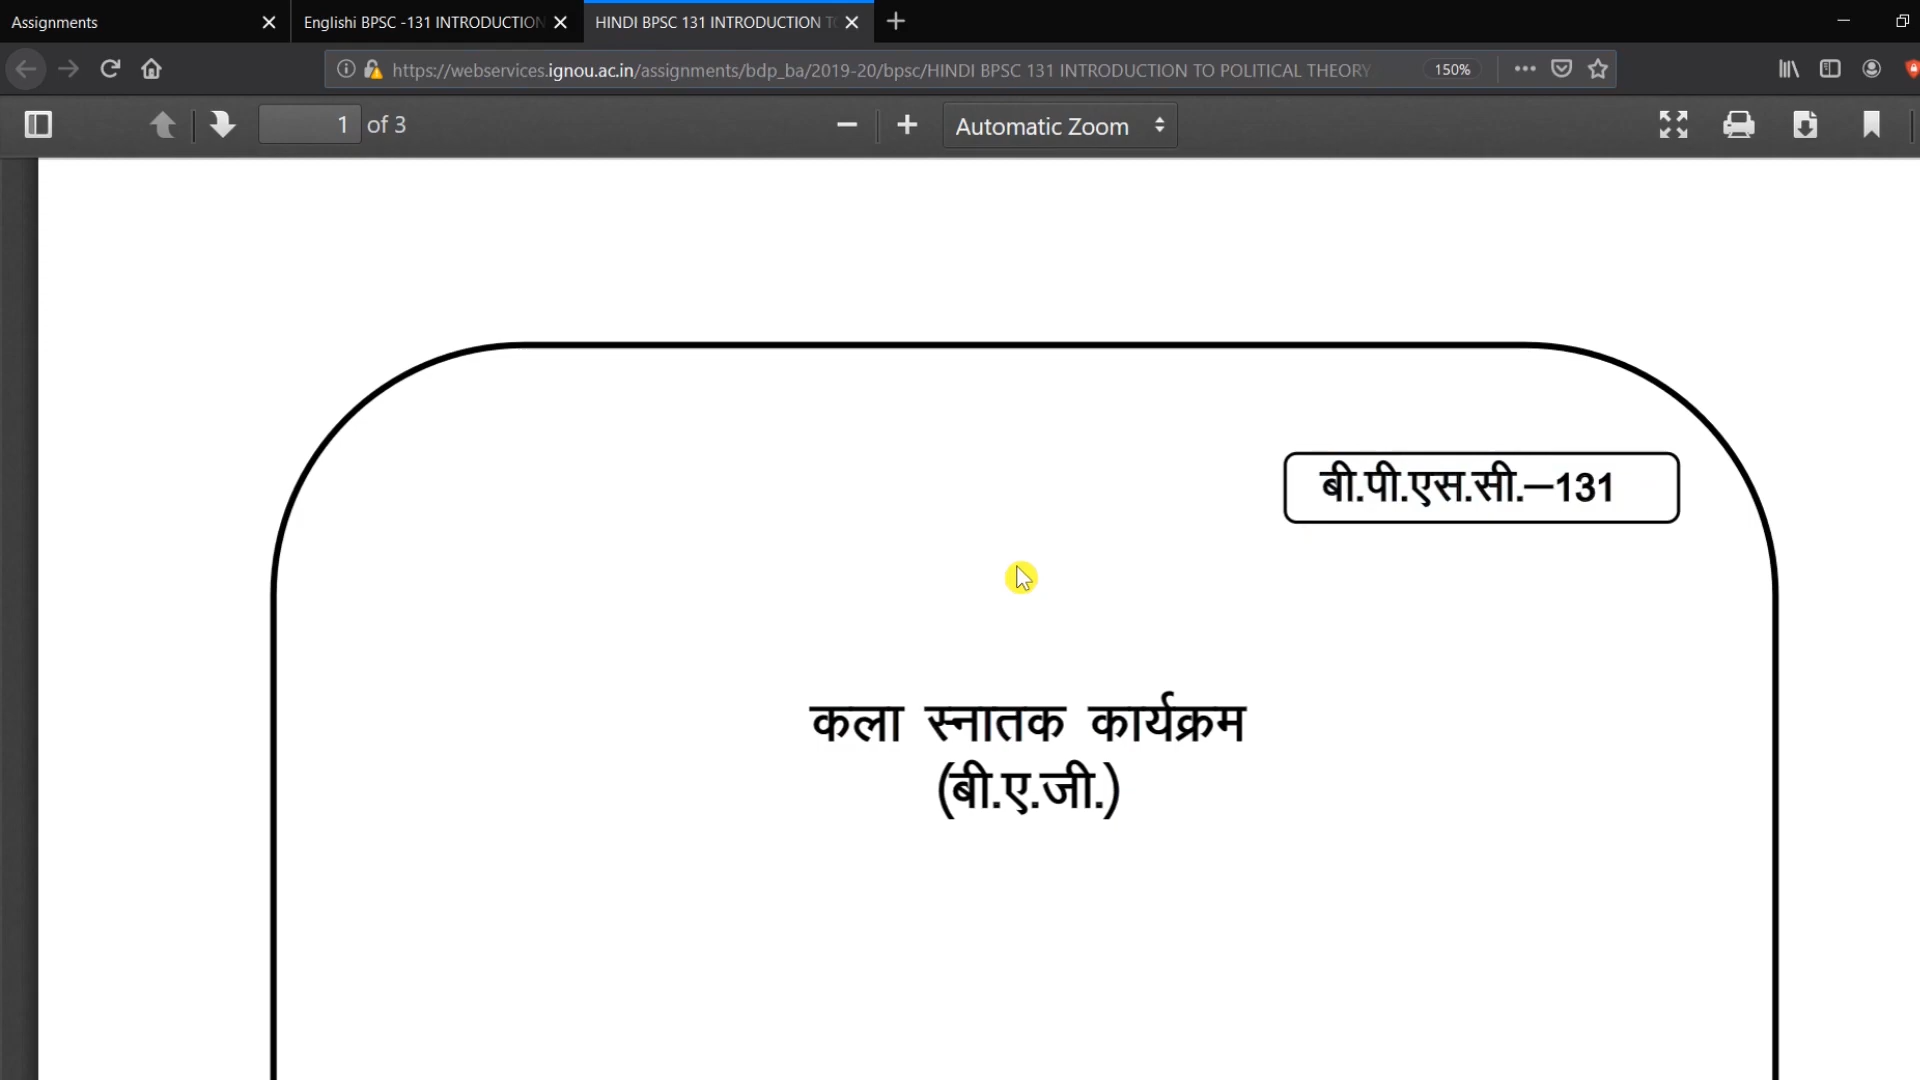 Assignments
Englishi BPSC -131 INTRODUCTION
HINDI BPSC 131 INTRODUCTION TO
https://webservices.ignou.ac.in/assignments/bdp_ba/2019-20/bpsc/HINDI BPSC 131 INTRODUCTION TO POLITICAL THEORY
150%
1 of 3
Automatic Zoom
बी.पी.एस.सी.–131
कला स्नातक कार्यक्रम
(बी.ए.जी.)